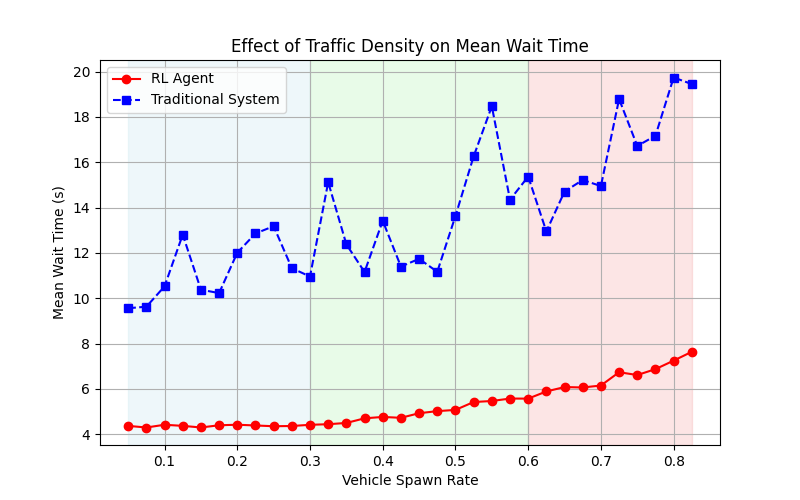 Effect of Traffic Density on Mean Wait Time
RL Agent
Traditional System
Mean Wait Time (s)
20
18
16
14
12
10
8
6
4
0.1 0.2 0.3 0.4 0.5 0.6 0.7 0.8
Vehicle Spawn Rate